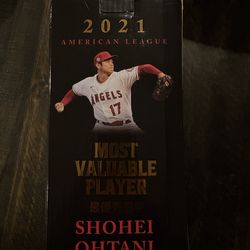 2021
AMERICAN LEAGUE
ANGELS
17
MOST
VALUABLE
PLAYER
SHOHEI
OHTANI